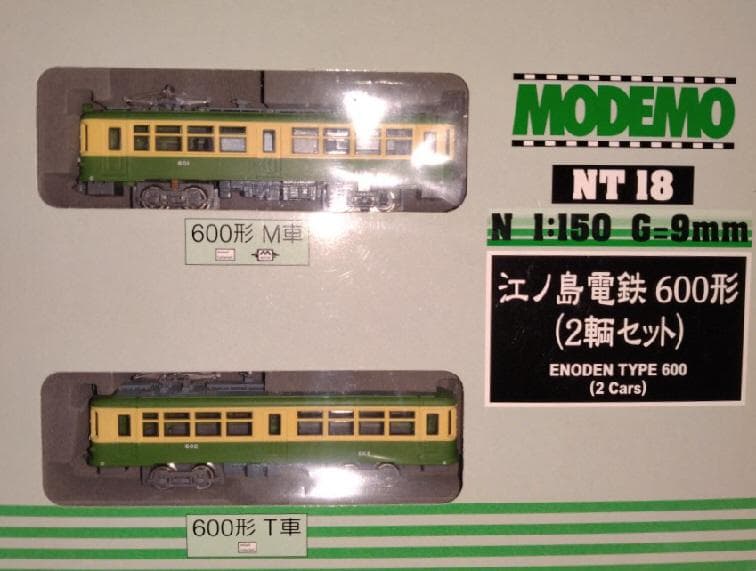 MODEMO
NT 18
N 1:150 G=9mm
江ノ島電鉄 600形
(2輌セット)
ENODEN TYPE 600
(2 Cars)
600形 M車
600形 T車